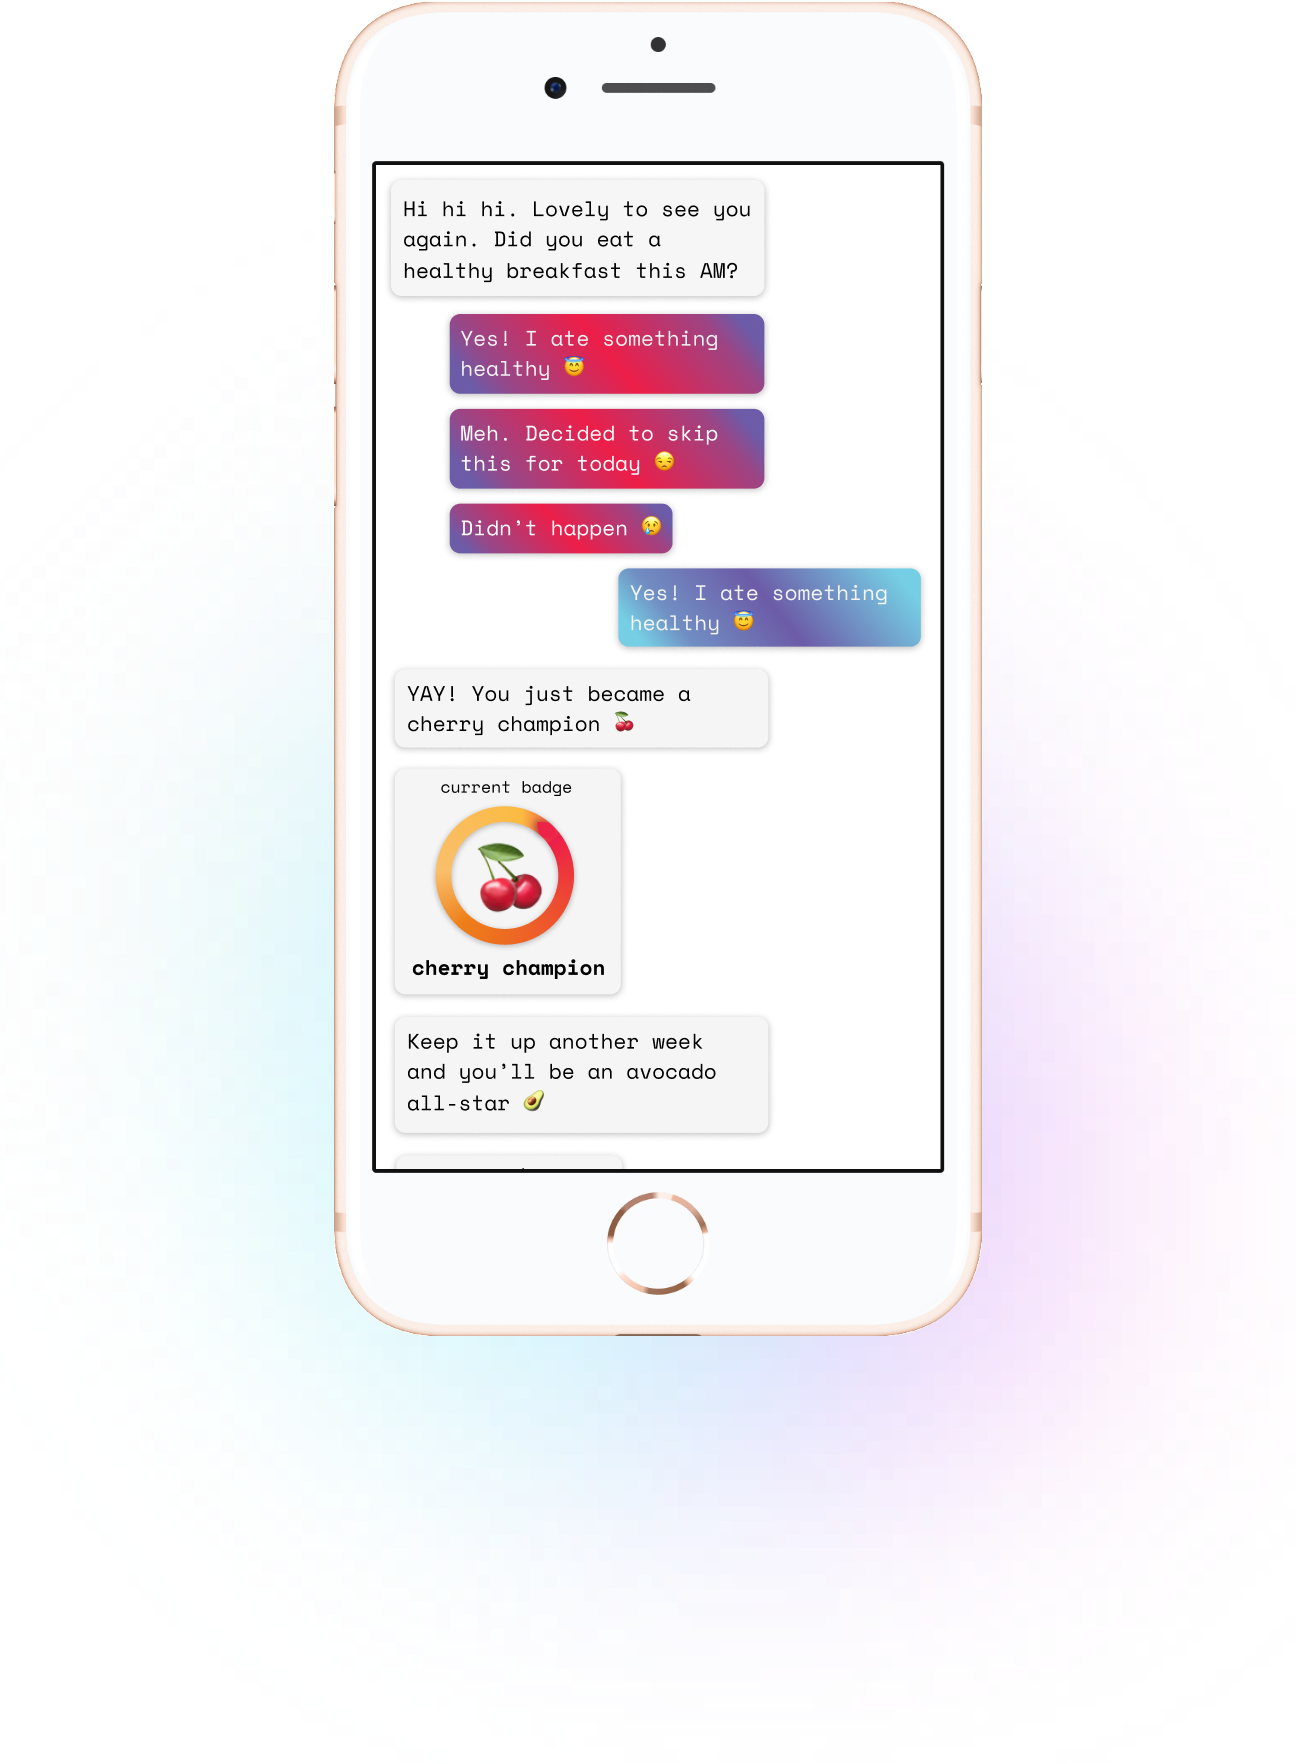 Hi hi hi. Lovely to see you
again. Did you eat a
healthy breakfast this AM?
Yes! I ate something
healthy 😇
Meh. Decided to skip
this for today 😒
Didn’t happen 😢
Yes! I ate something
healthy 😇
YAY! You just became a
cherry champion 🍒
current badge
cherry champion
Keep it up another week
and you’ll be an avocado
all-star 🥑